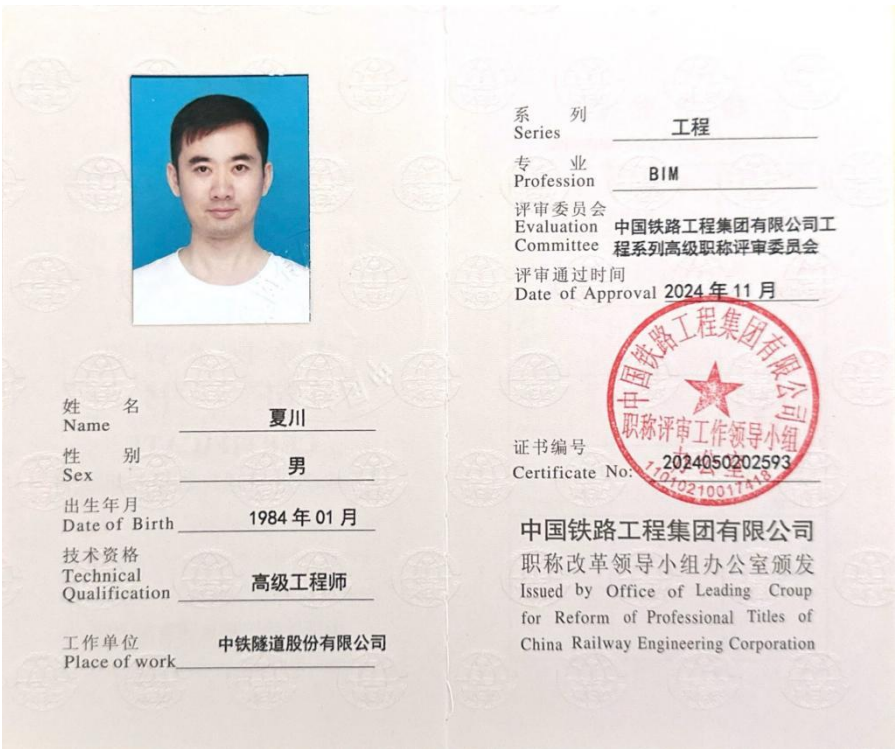 姓 名
Name 夏川
性 别
Sex 男
出生年月
Date of Birth 1984年01月
技术资格
Technical
Qualification 高级工程师
工作单位
Place of work 中铁隧道股份有限公司
系 列
Series 工程
专 业
Profession BIM
评审委员会
Evaluation 中国铁路工程集团有限公司工
Committee 程系列高级职称评审委员会
评审通过时间
Date of Approval 2024年11月
中国铁路工程集团有限公司
职称评审工作领导小组
办公室
11010210017418
证书编号
Certificate No: 2024050202593
中国铁路工程集团有限公司
职称改革领导小组办公室颁发
Issued by Office of Leading Croup
for Reform of Professional Titles of
China Railway Engineering Corporation